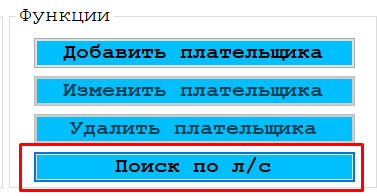 Функции
Добавить плательщика
Изменить плательщика
Удалить плательщика
Поиск по л/с